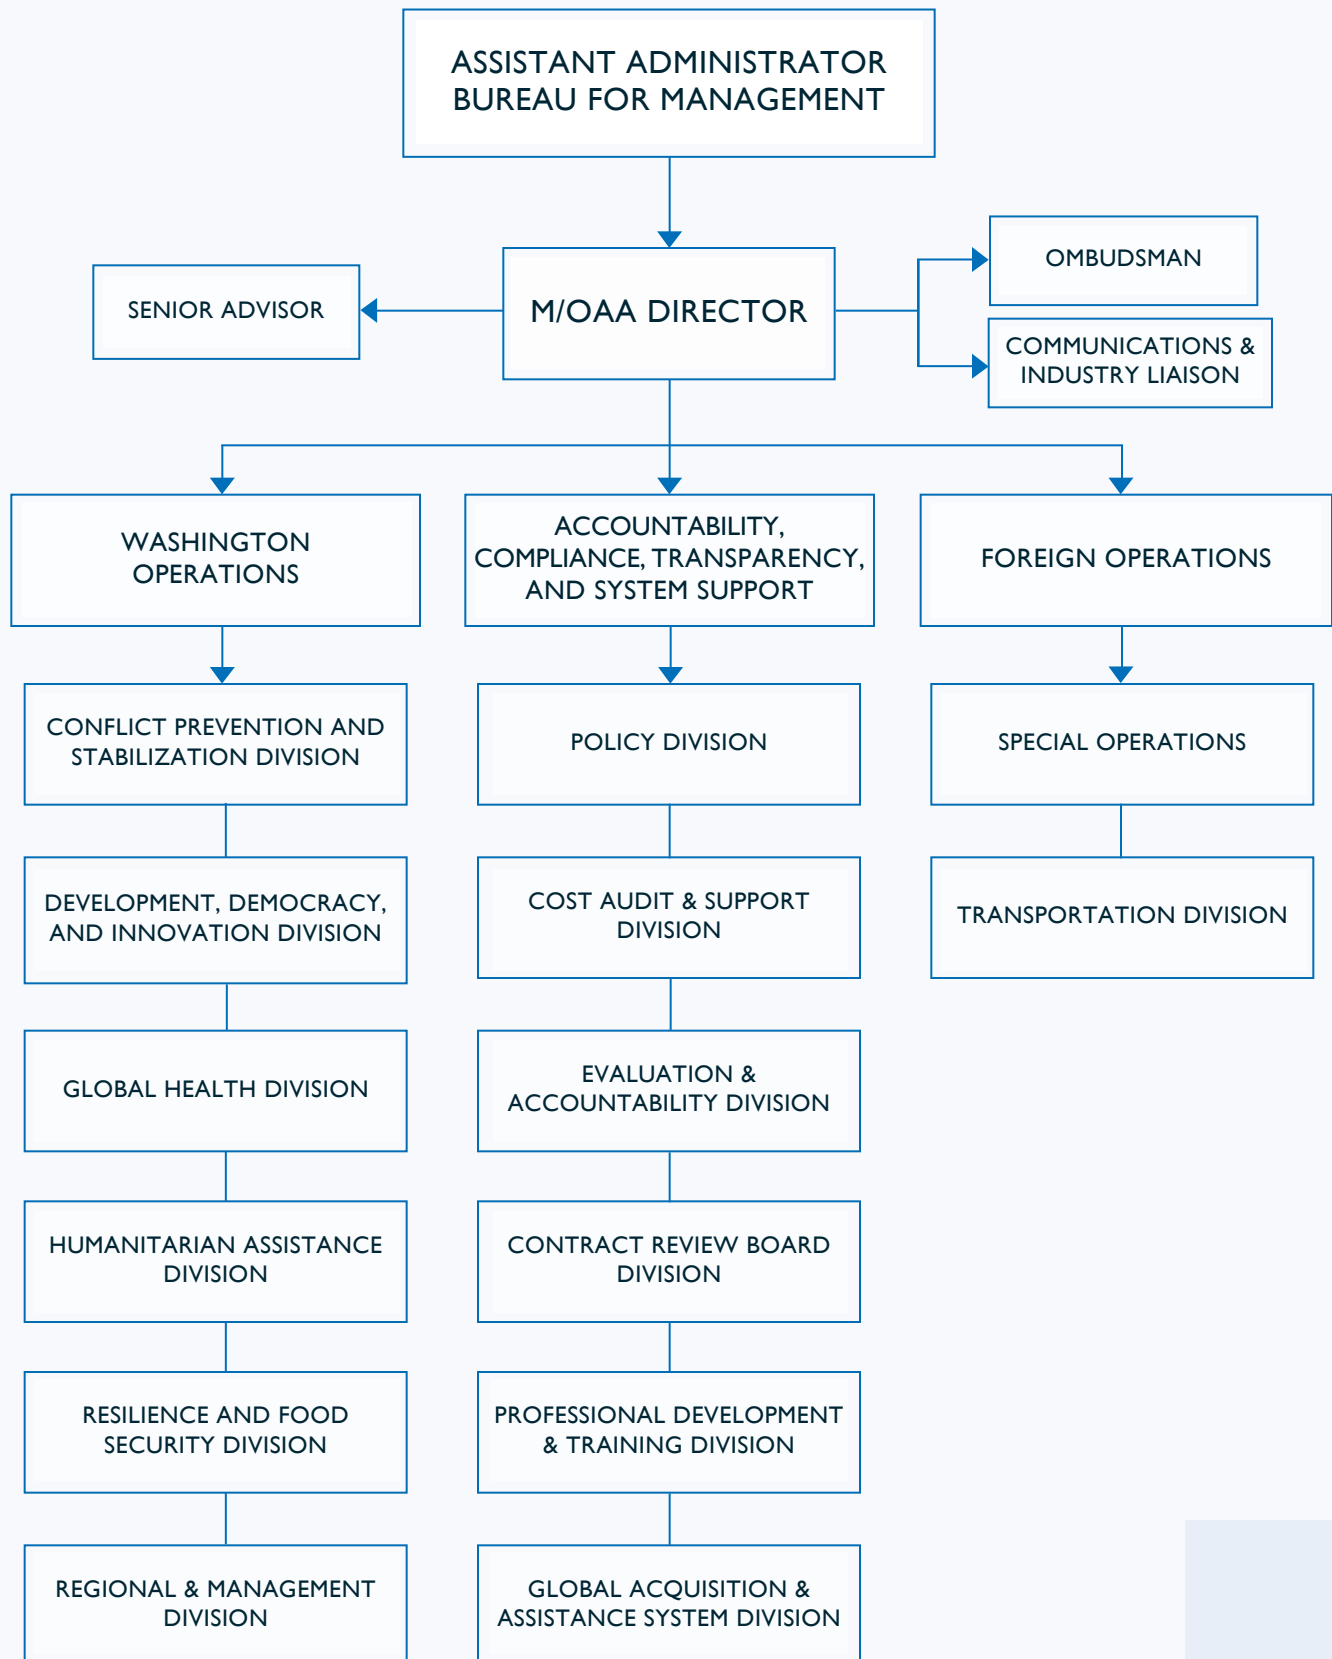 ASSISTANT ADMINISTRATOR
BUREAU FOR MANAGEMENT
OMBUDSMAN
SENIOR ADVISOR
M/OAA DIRECTOR
COMMUNICATIONS &
INDUSTRY LIAISON
WASHINGTON
OPERATIONS
ACCOUNTABILITY,
COMPLIANCE, TRANSPARENCY,
AND SYSTEM SUPPORT
FOREIGN OPERATIONS
CONFLICT PREVENTION AND
STABILIZATION DIVISION
POLICY DIVISION
SPECIAL OPERATIONS
DEVELOPMENT, DEMOCRACY,
AND INNOVATION DIVISION
COST AUDIT & SUPPORT
DIVISION
TRANSPORTATION DIVISION
GLOBAL HEALTH DIVISION
EVALUATION &
ACCOUNTABILITY DIVISION
HUMANITARIAN ASSISTANCE
DIVISION
CONTRACT REVIEW BOARD
DIVISION
RESILIENCE AND FOOD
SECURITY DIVISION
PROFESSIONAL DEVELOPMENT
& TRAINING DIVISION
REGIONAL & MANAGEMENT
DIVISION
GLOBAL ACQUISITION &
ASSISTANCE SYSTEM DIVISION